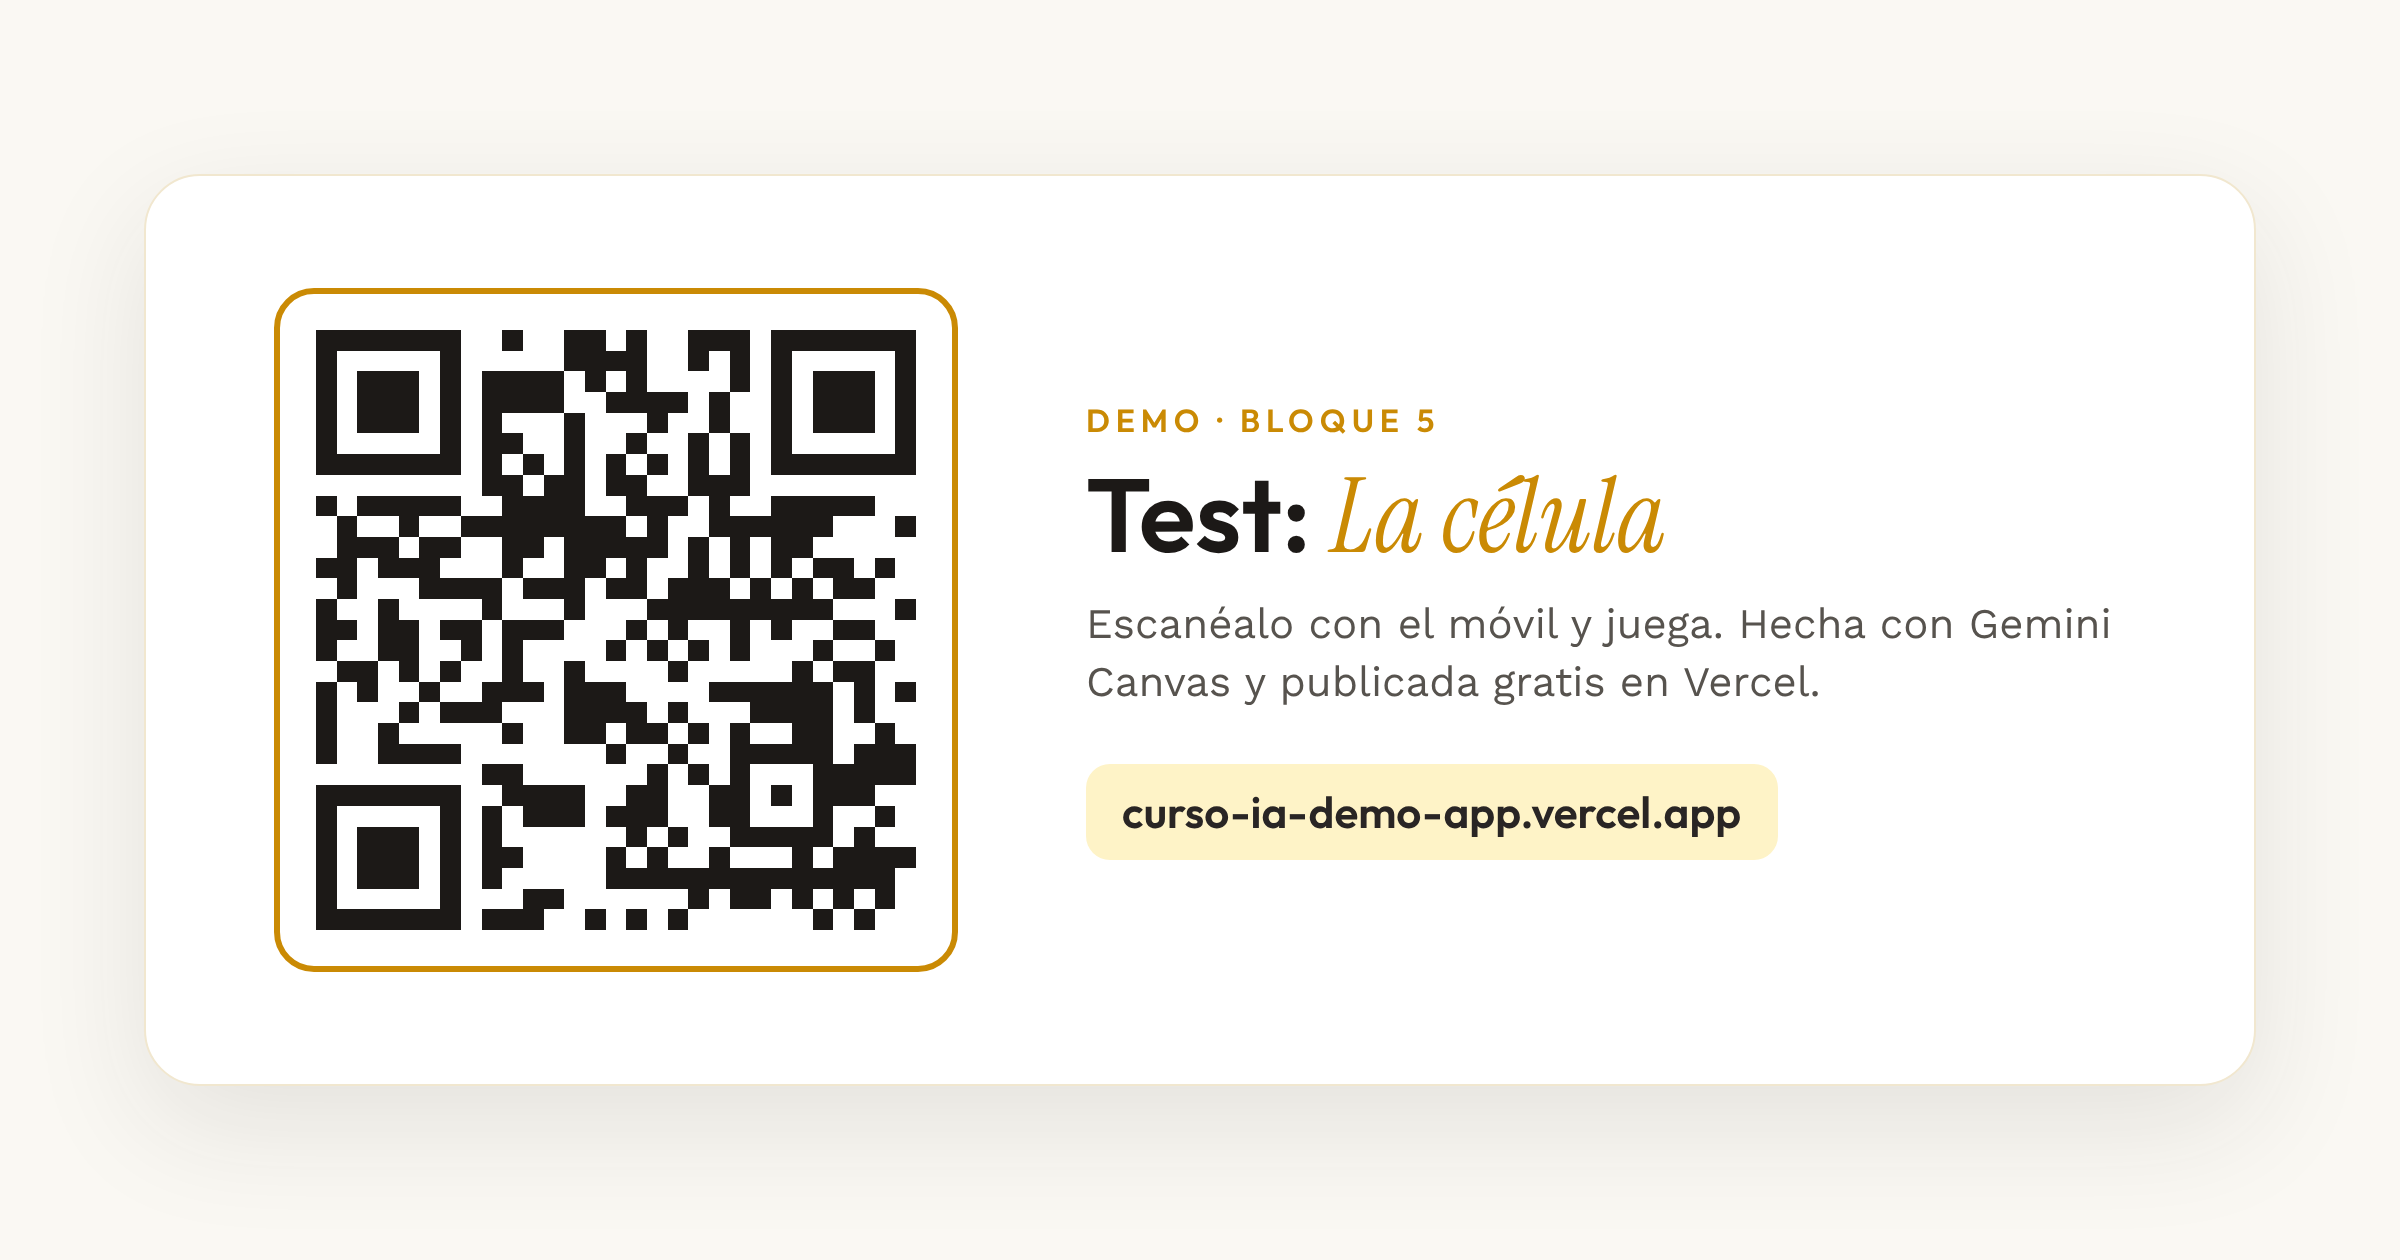 DEMO · BLOQUE 5
Test: La célula
Escanéalo con el móvil y juega. Hecha con Gemini
Canvas y publicada gratis en Vercel.
curso-ia-demo-app.vercel.app